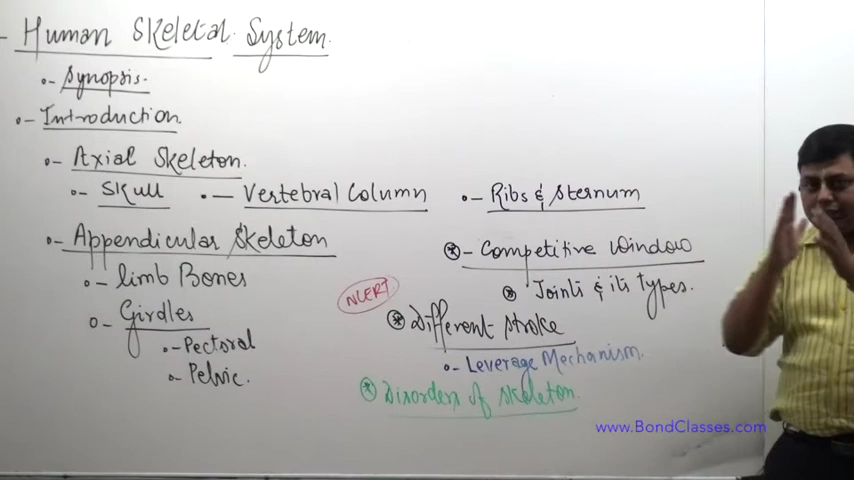 Human Skeletal System
Synopsis.
Introduction
Axial Skeleton.
Skull
Vertebral Column
Ribs & Sternum
Appendicular Skeleton
limb Bones
Girdles
Pectoral
Pelvic.
Competitive Window
Joints & its types.
NCERT
Different stroke
Leverage Mechanism.
Disorders of skeleton.
www.BondClasses.com